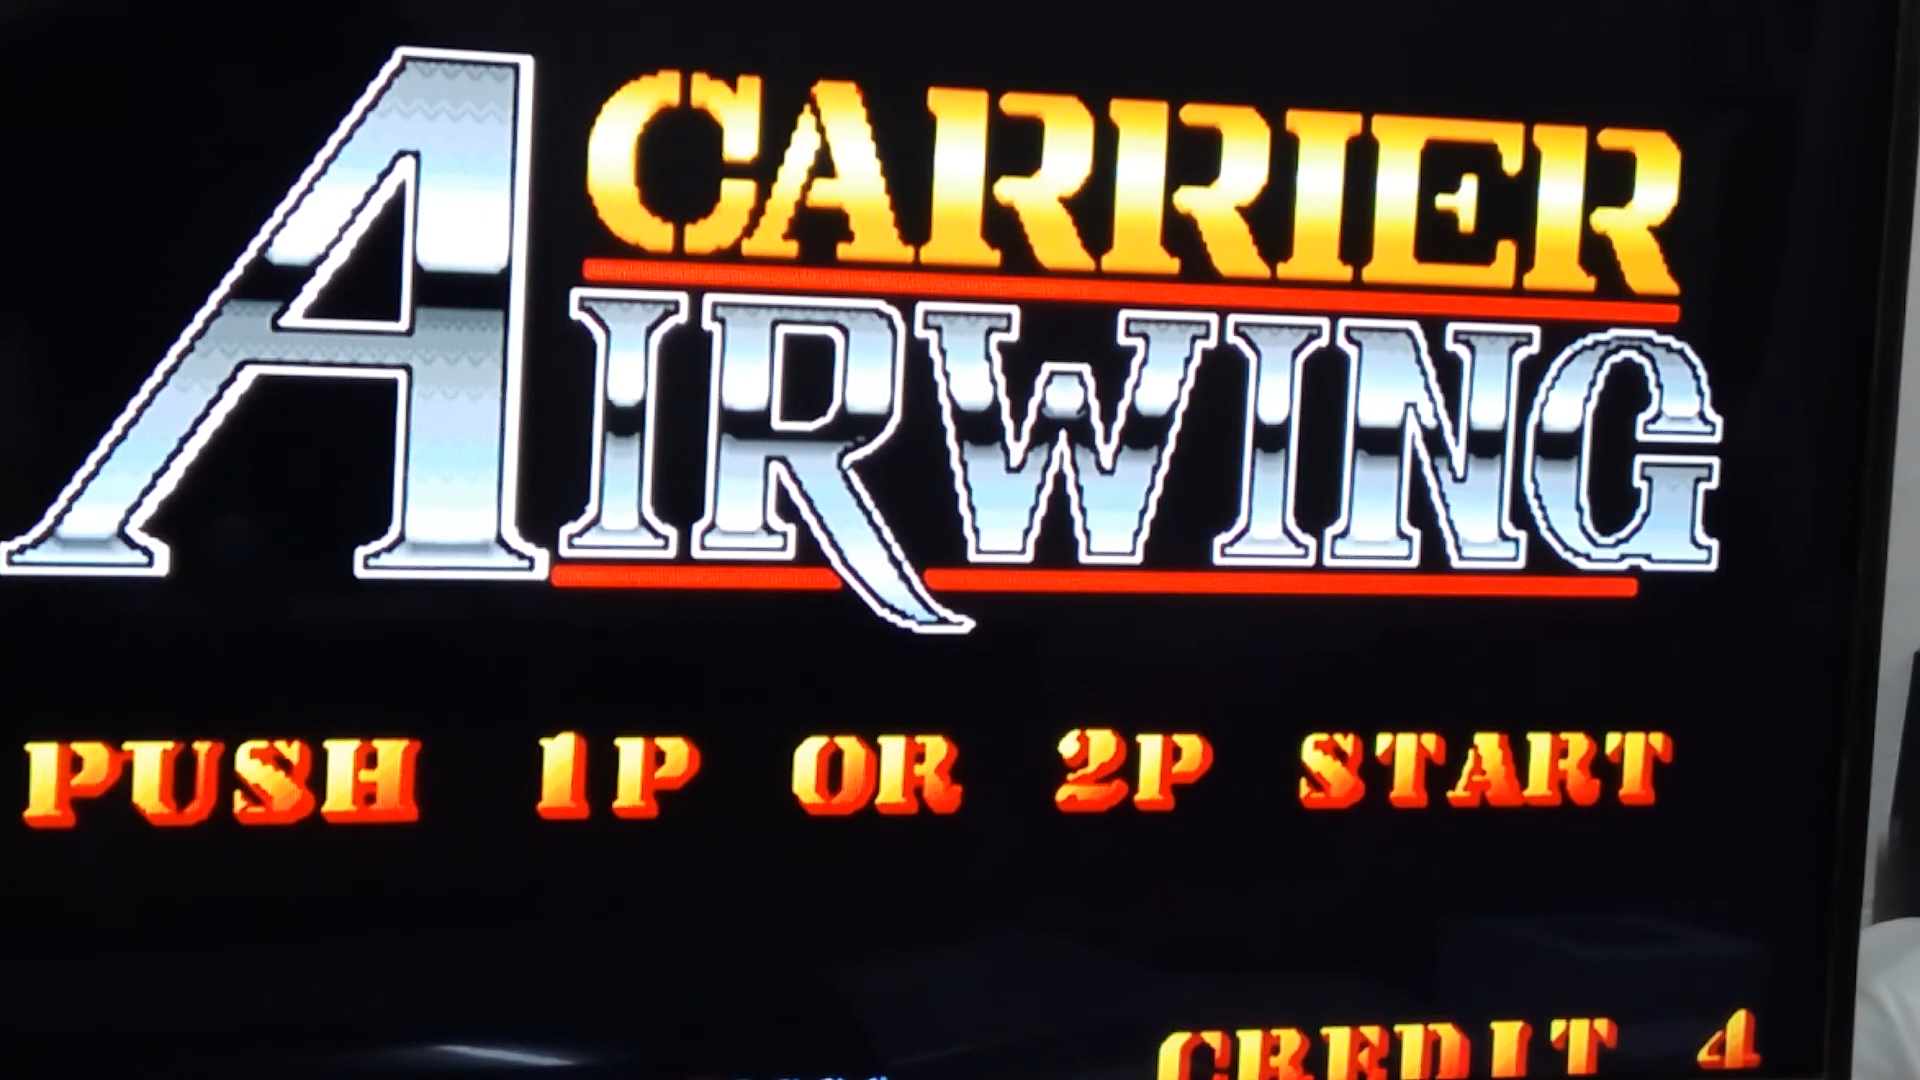 CARRIER
AIRWING
PUSH 1P OR 2P START
CREDIT 4